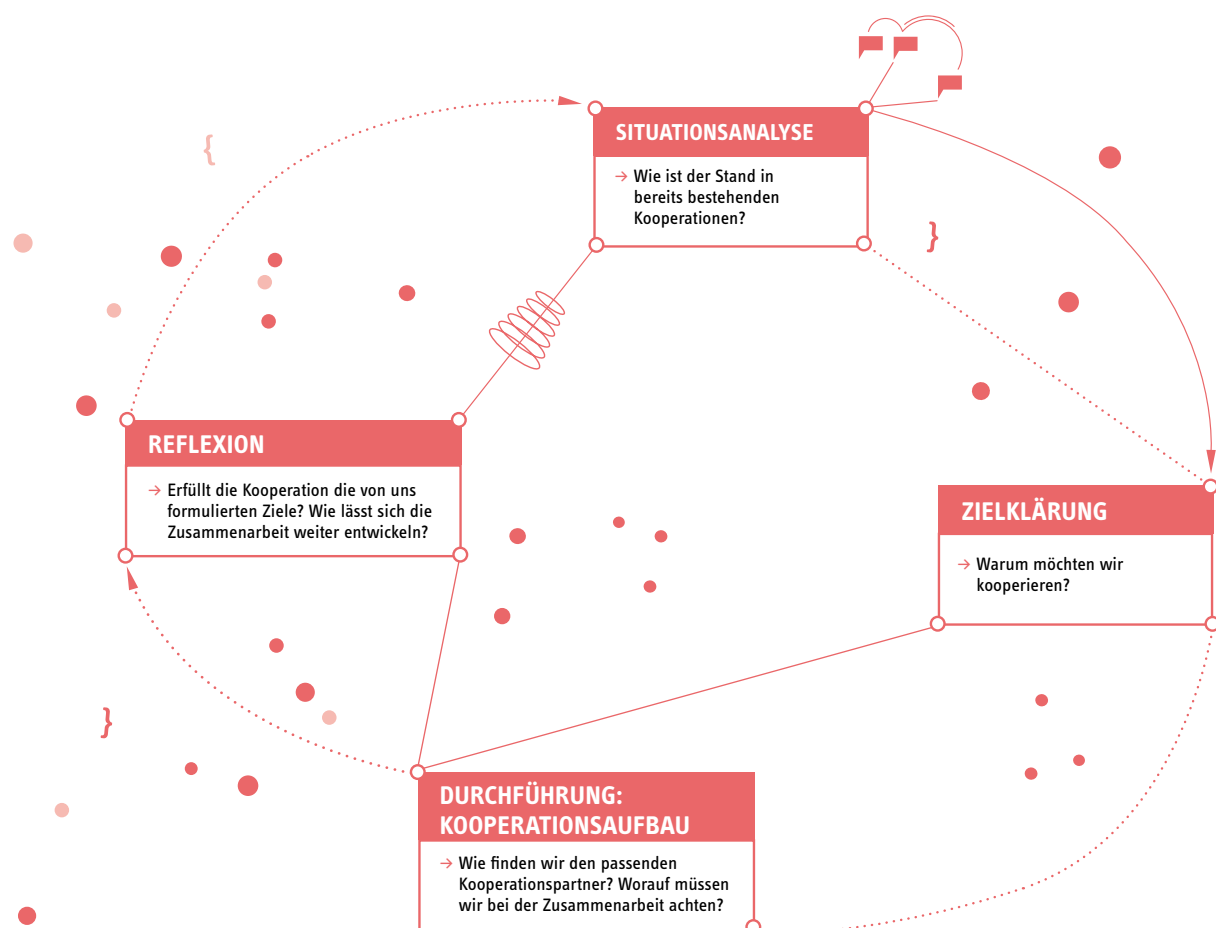 SITUATIONSANALYSE
→ Wie ist der Stand in
bereits bestehenden
Kooperationen?
{
}
REFLEXION
→ Erfüllt die Kooperation die von uns
formulierten Ziele? Wie lässt sich die
Zusammenarbeit weiter entwickeln?
ZIELKLÄRUNG
→ Warum möchten wir
kooperieren?
}
DURCHFÜHRUNG:
KOOPERATIONSAUFBAU
→ Wie finden wir den passenden
Kooperationspartner? Worauf müssen
wir bei der Zusammenarbeit achten?